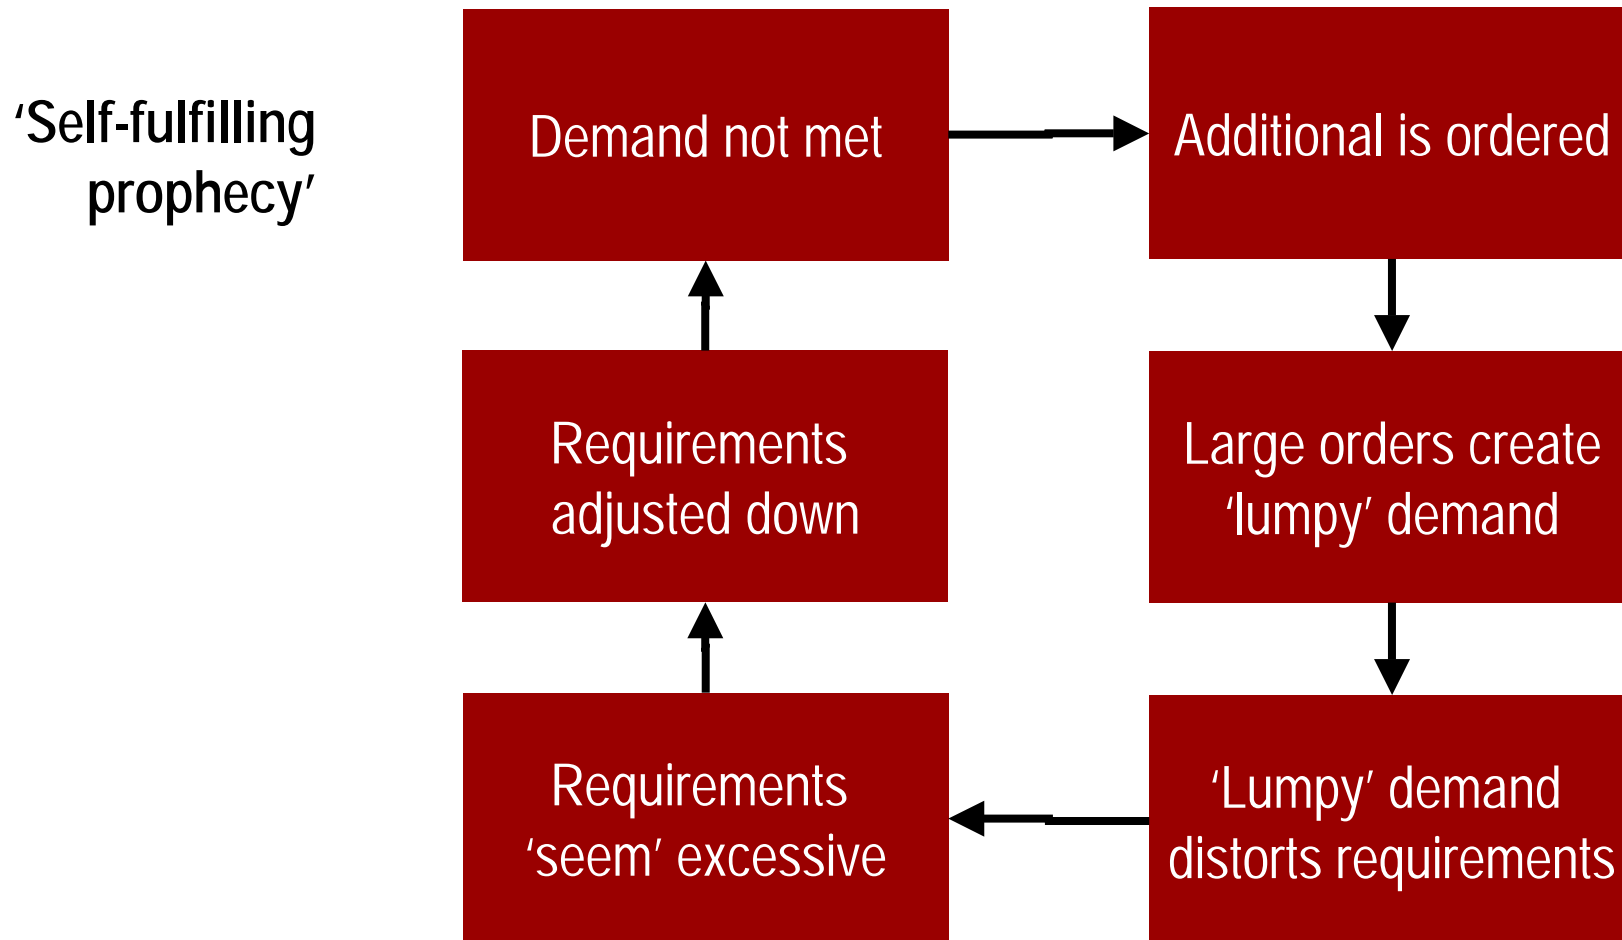 ‘Self-fulfilling
prophecy’
Demand not met
Additional is ordered
Requirements
adjusted down
Large orders create
‘lumpy’ demand
Requirements
‘seem’ excessive
‘Lumpy’ demand
distorts requirements